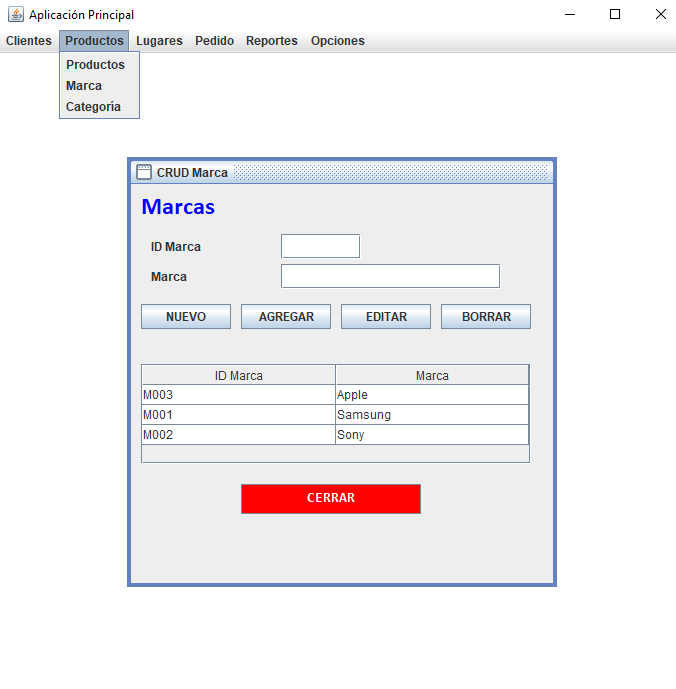 Aplicación Principal
Clientes Productos Lugares Pedido Reportes Opciones
Productos
Marca
Categoría
CRUD Marca
Marcas
ID Marca
Marca
NUEVO AGREGAR EDITAR BORRAR
ID Marca Marca
M003 Apple
M001 Samsung
M002 Sony
CERRAR